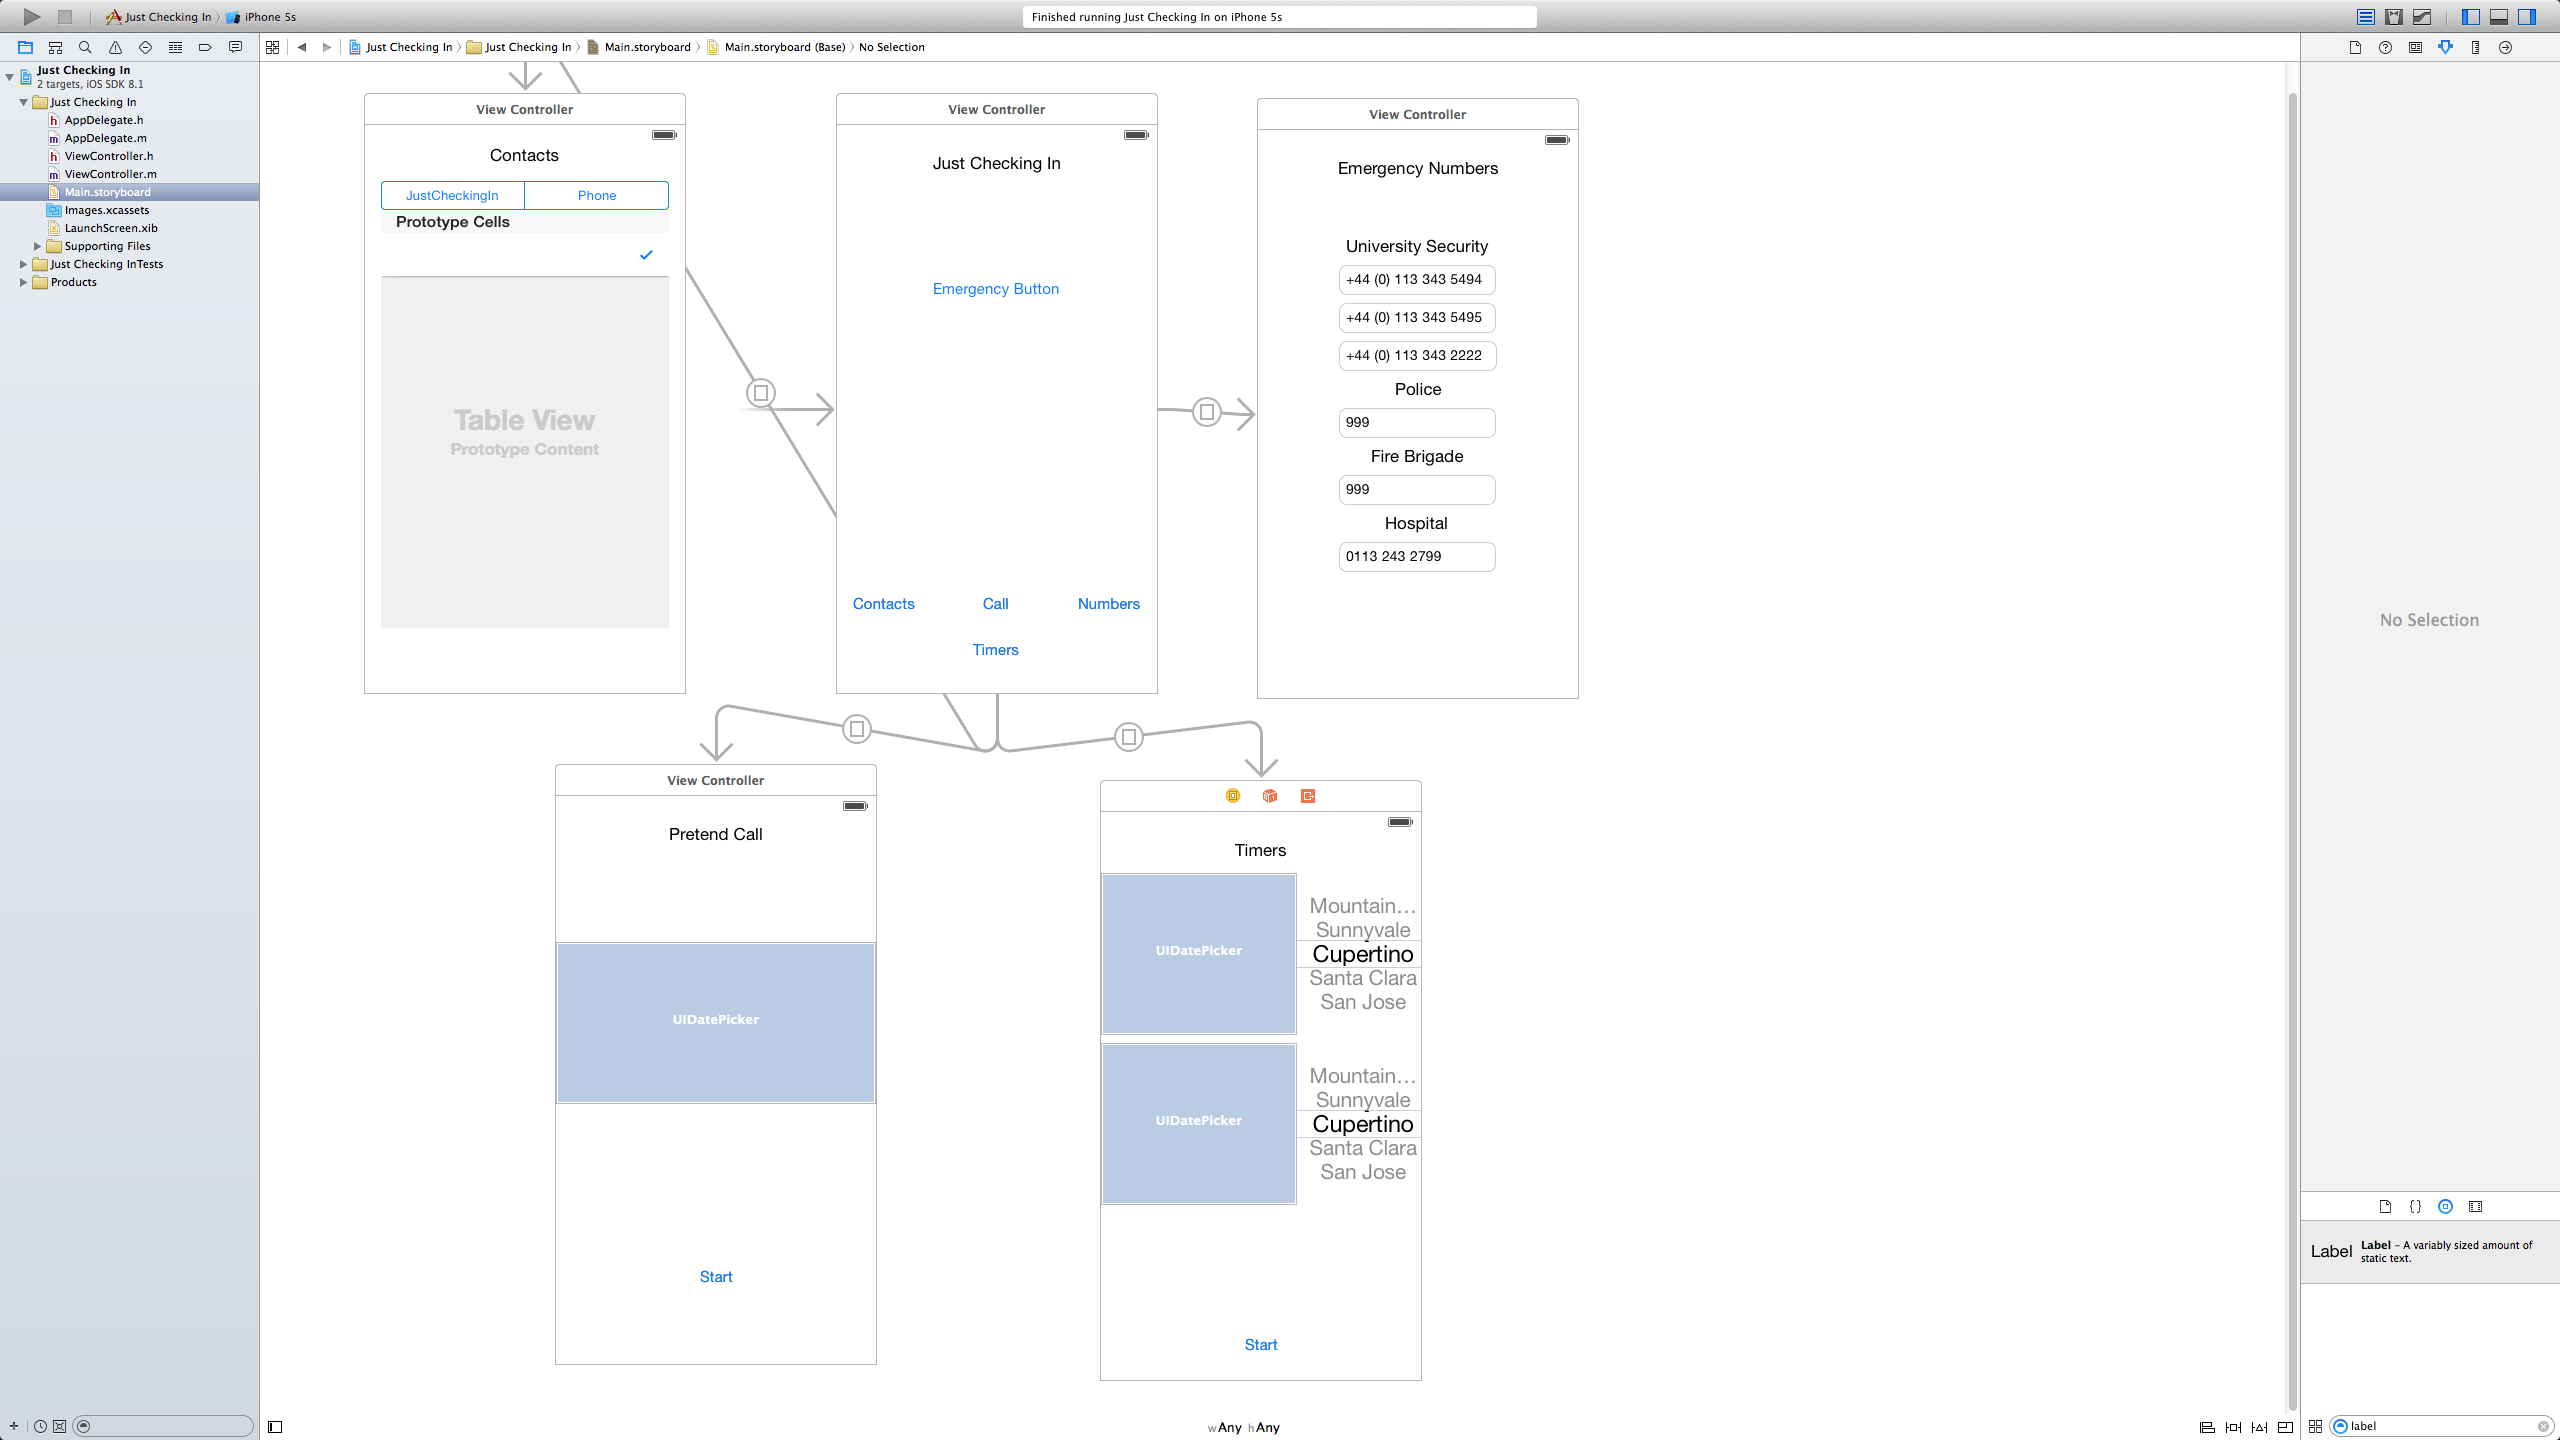 Just Checking In
iPhone 5s
Finished running Just Checking In on iPhone 5s
Just Checking In
Just Checking In
Main.storyboard
Main.storyboard (Base)
No Selection
Just Checking In
2 targets, iOS SDK 8.1
Just Checking In
AppDelegate.h
AppDelegate.m
ViewController.h
ViewController.m
Main.storyboard
Images.xcassets
LaunchScreen.xib
Supporting Files
Just Checking InTests
Products
View Controller
Contacts
JustCheckingIn
Phone
Prototype Cells
Table View
Prototype Content
View Controller
Just Checking In
Emergency Button
Contacts
Call
Numbers
Timers
View Controller
Emergency Numbers
University Security
+44 (0) 113 343 5494
+44 (0) 113 343 5495
+44 (0) 113 343 2222
Police
999
Fire Brigade
999
Hospital
0113 243 2799
View Controller
Pretend Call
UIDatePicker
Start
Timers
UIDatePicker
Mountain...
Sunnyvale
Cupertino
Santa Clara
San Jose
UIDatePicker
Mountain...
Sunnyvale
Cupertino
Santa Clara
San Jose
Start
wAny hAny
No Selection
Label
Label - A variably sized amount of
static text.
label